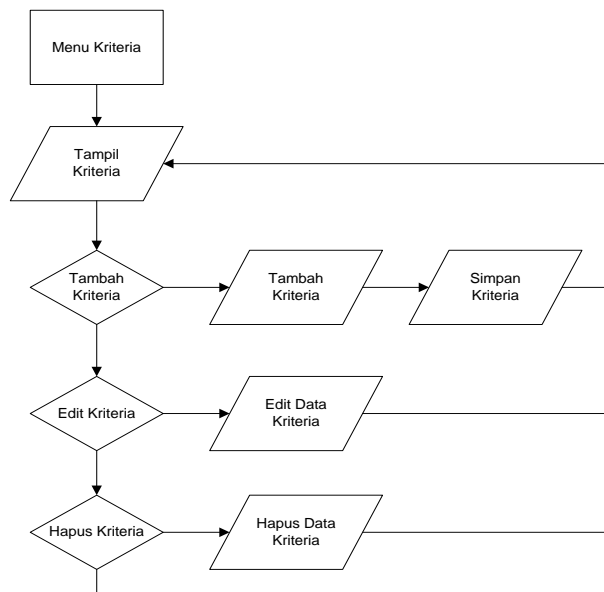 Menu Kriteria
Tampil
Kriteria
Tambah
Kriteria
Tambah
Kriteria
Simpan
Kriteria
Edit Kriteria
Edit Data
Kriteria
Hapus Kriteria
Hapus Data
Kriteria